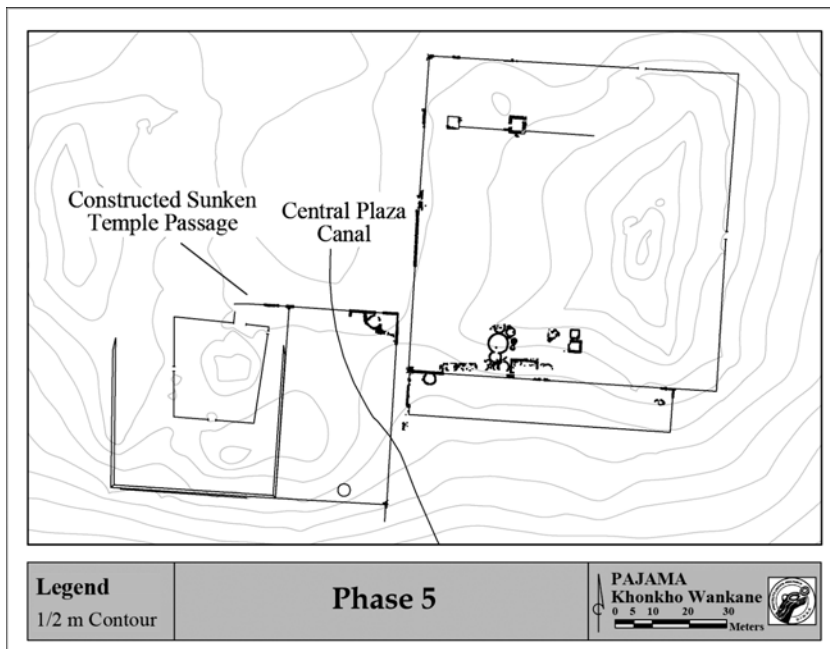 Constructed Sunken
Temple Passage
Central Plaza
Canal
Legend
1/2 m Contour
Phase 5
PAJAMA
Khonkho Wankane
0 5 10 20 30
Meters